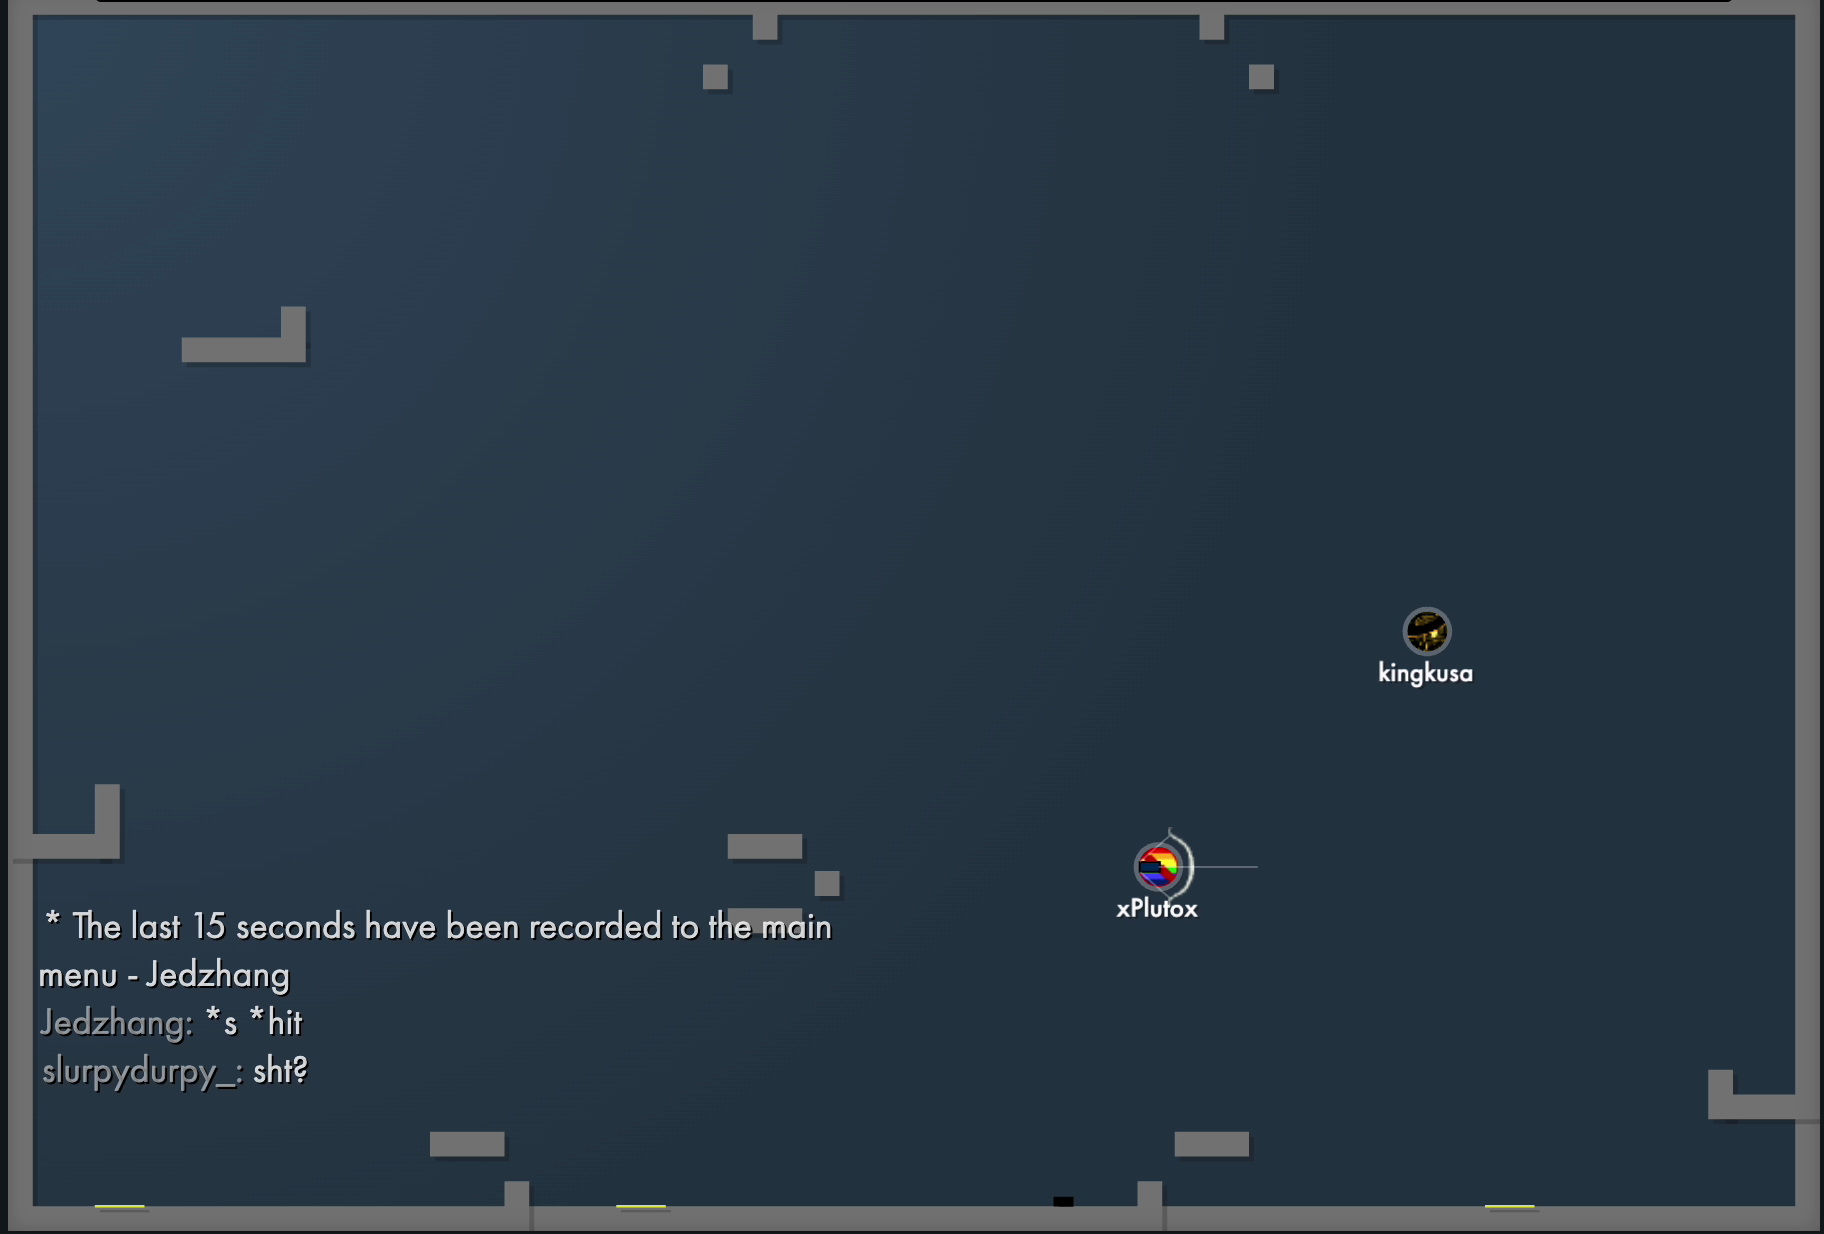 kingkusa
xPlutox
* The last 15 seconds have been recorded to the main
menu - Jedzhang
Jedzhang: *s *hit
slurpydurpy_: sht?